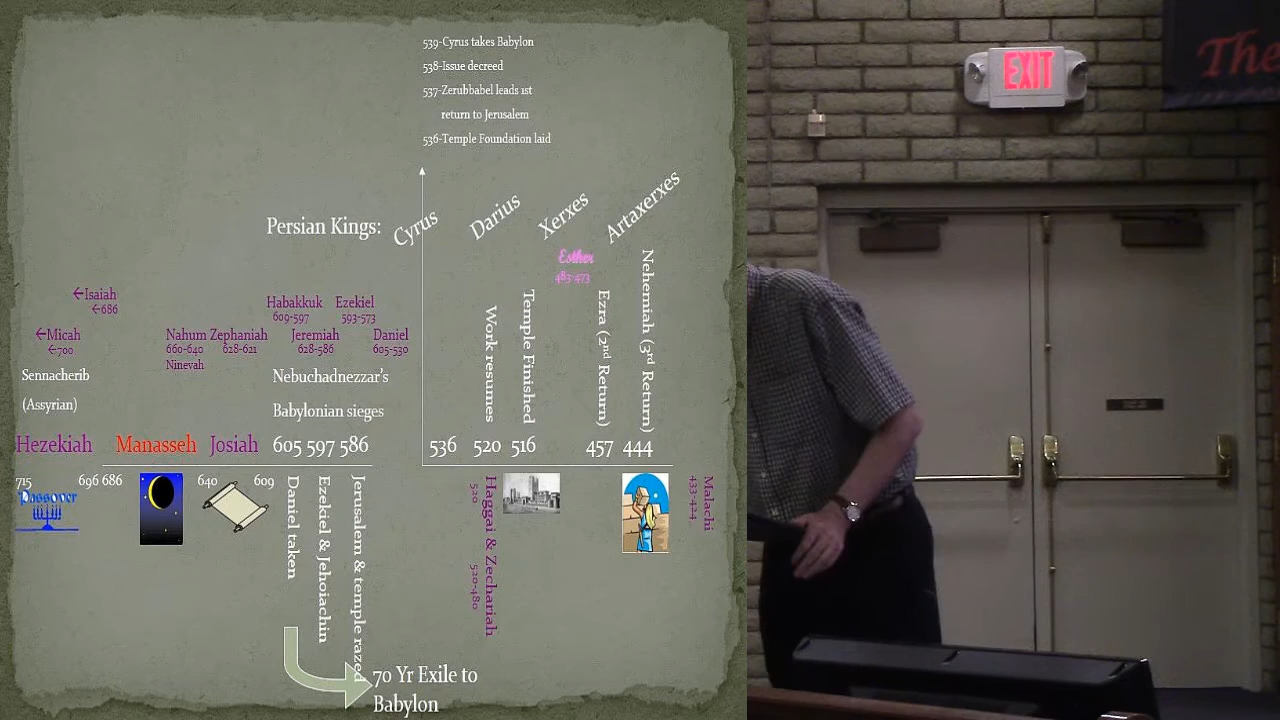 539-Cyrus takes Babylon
538-Issue decreed
537-Zerubbabel leads 1st
return to Jerusalem
536-Temple Foundation laid
Persian Kings:
Cyrus
Darius
Xerxes
Artaxerxes
Esther
483-473
←Isaiah
←686
Habakkuk
609-597
Ezekiel
593-573
←Micah
←700
Nahum
660-640
Ninevah
Zephaniah
628-621
Jeremiah
628-586
Daniel
605-530
Sennacherib
(Assyrian)
Nebuchadnezzar's
Babylonian sieges
Work resumes
Temple Finished
Ezra (2nd Return)
Nehemiah (3rd Return)
Hezekiah
Manasseh
Josiah
605 597 586
536
520
516
457
444
715
696 686
640
609
Passover
Daniel taken
Ezekiel & Jehoiachin
Jerusalem & temple razed
Haggai & Zechariah
520
520-480
Malachi
433-424
70 Yr Exile to
Babylon
EXIT
The